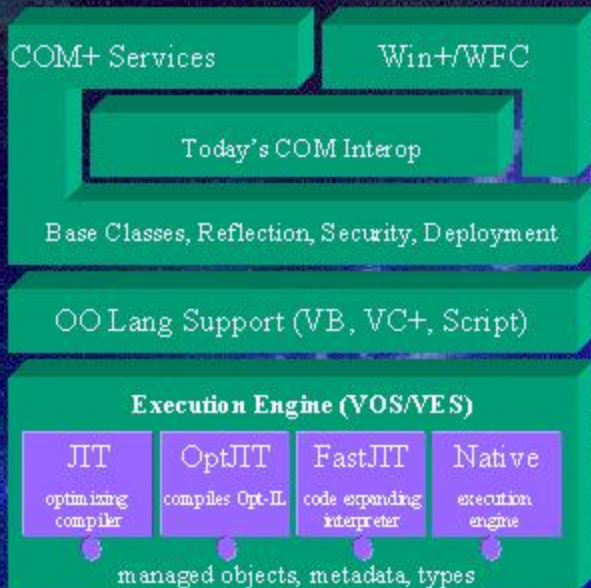 COM+ Services
Win+/WFC
Today's COM Interop
Base Classes, Reflection, Security, Deployment
OO Lang Support (VB, VC+, Script)
Execution Engine (VOS/VES)
JIT
optimizing
compiler
OptJIT
compiles Opt-IL
FastJIT
code expanding
interpreter
Native
execution
engine
managed objects, metadata, types